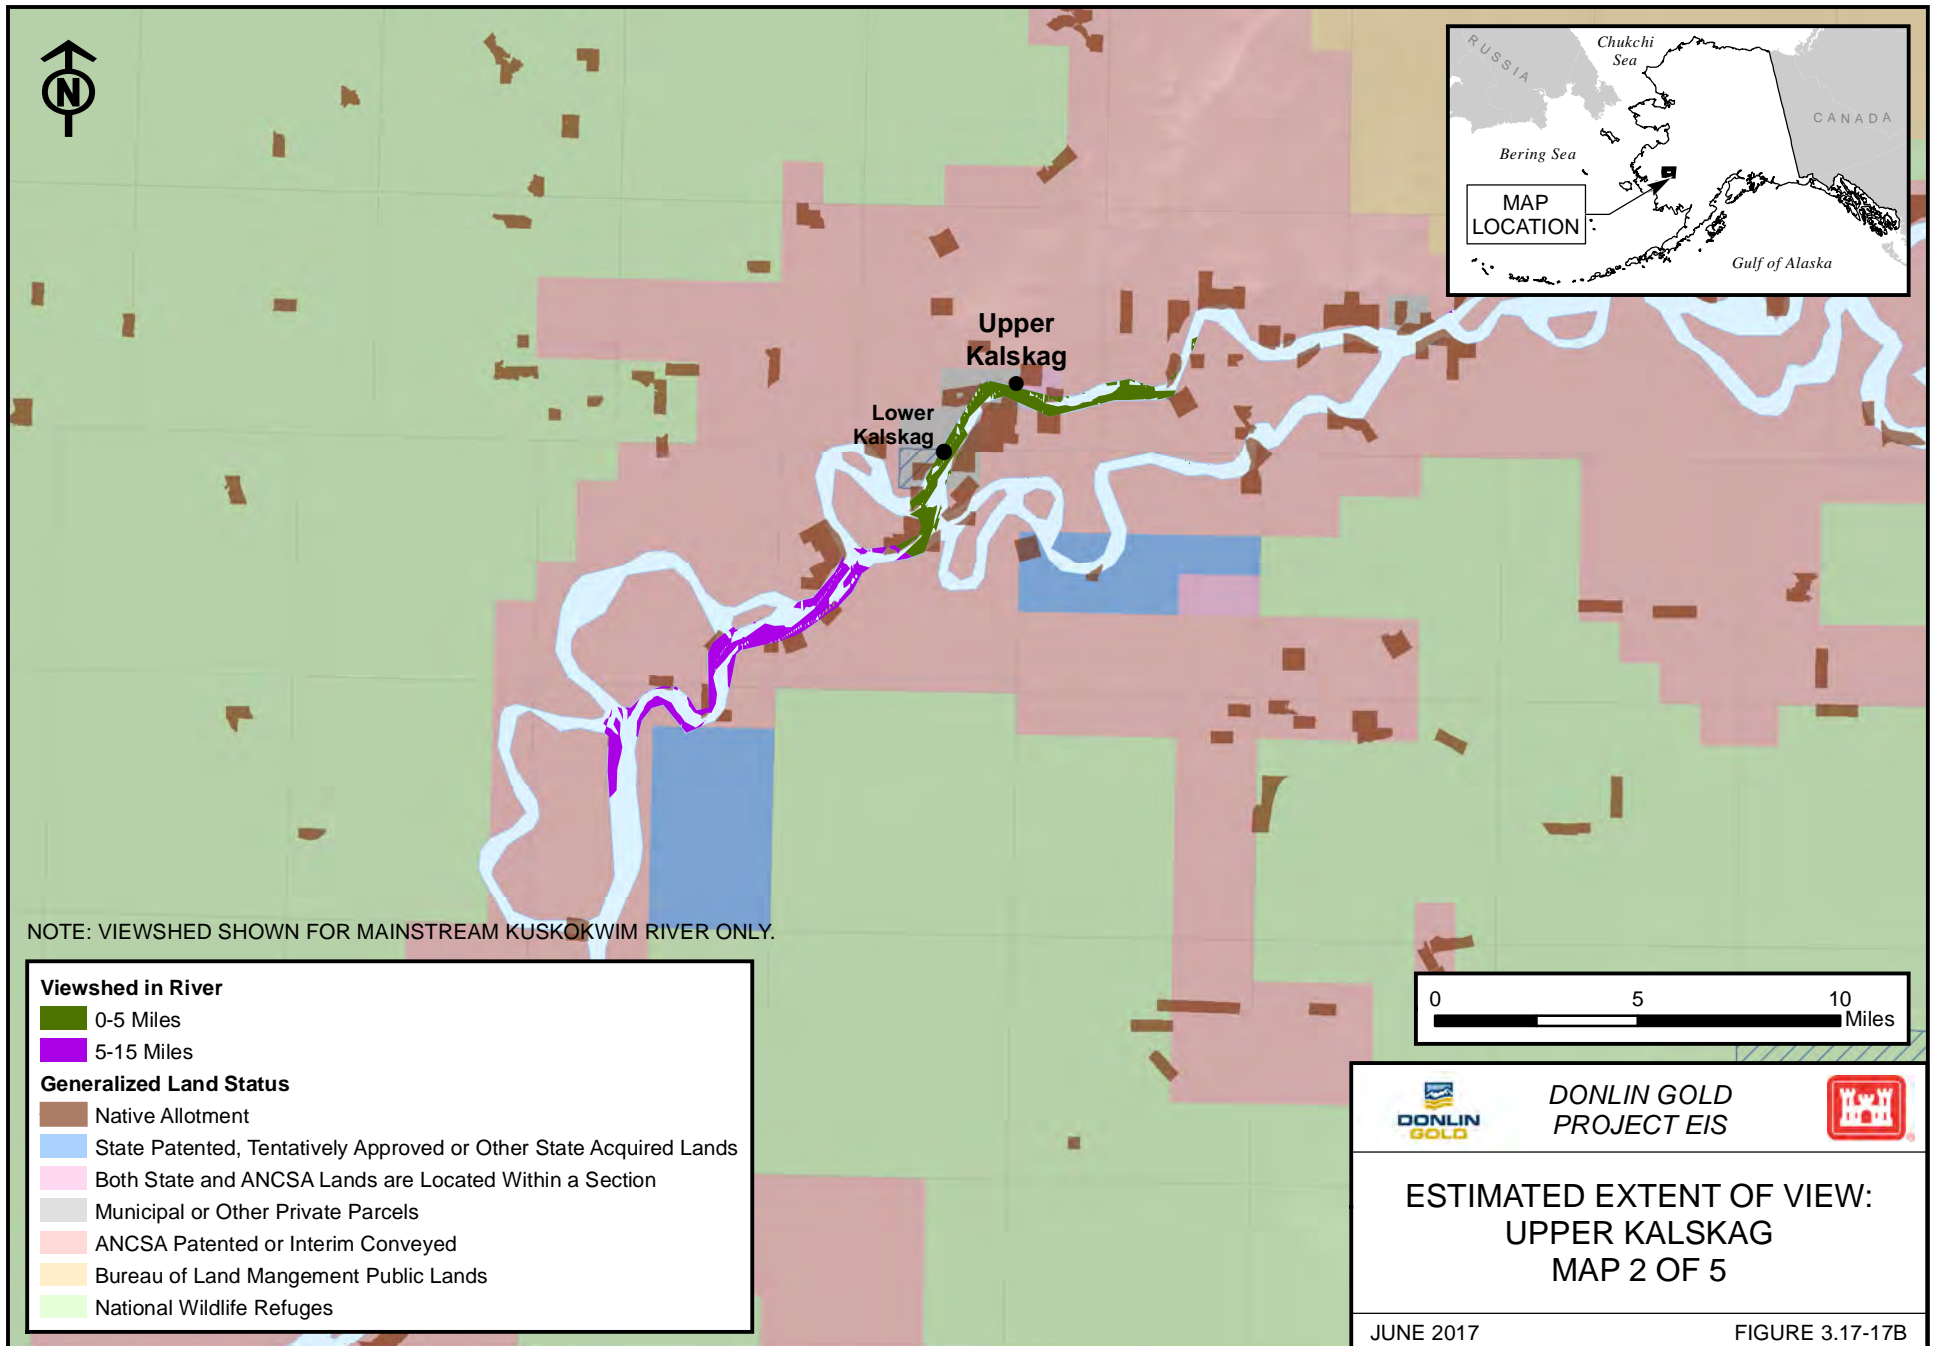 N
RUSSIA
Chukchi
Sea
CANADA
Bering Sea
MAP
LOCATION
Gulf of Alaska
Upper
Kalskag
Lower
Kalskag
NOTE: VIEWSHED SHOWN FOR MAINSTREAM KUSKOKWIM RIVER ONLY.
Viewshed in River
0-5 Miles
5-15 Miles
Generalized Land Status
Native Allotment
State Patented, Tentatively Approved or Other State Acquired Lands
Both State and ANCSA Lands are Located Within a Section
Municipal or Other Private Parcels
ANCSA Patented or Interim Conveyed
Bureau of Land Mangement Public Lands
National Wildlife Refuges
0 5 10
Miles
DONLIN
GOLD
DONLIN GOLD
PROJECT EIS
ESTIMATED EXTENT OF VIEW:
UPPER KALSKAG
MAP 2 OF 5
JUNE 2017 FIGURE 3.17-17B